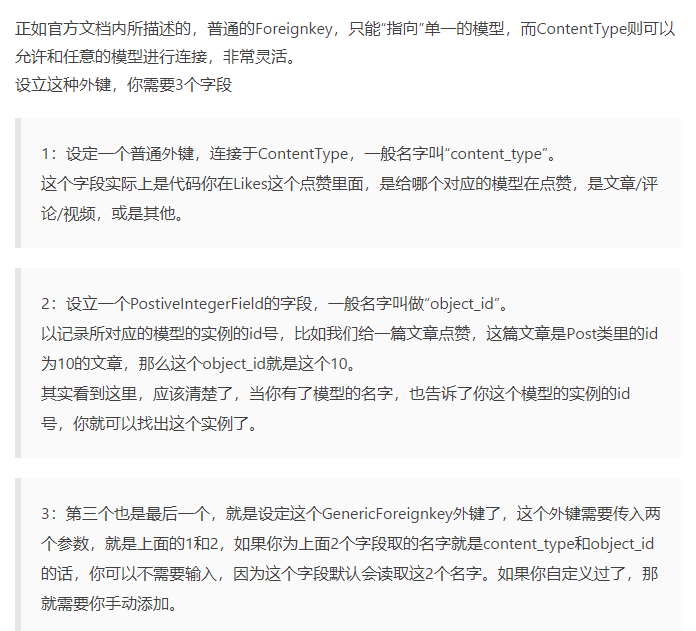 正如官方文档内所描述的，普通的Foreignkey，只能“指向”单一的模型，而ContentType则可以
允许和任意的模型进行连接，非常灵活。
设立这种外键，你需要3个字段
1：设定一个普通外键，连接于ContentType，一般名字叫“content_type”。
这个字段实际上是代码你在Likes这个点赞里面，是给哪个对应的模型在点赞，是文章/评
论/视频，或是其他。
2：设立一个PostiveIntegerField的字段，一般名字叫做“object_id”。
以记录所对应的模型的实例的id号，比如我们给一篇文章点赞，这篇文章是Post类里的id
为10的文章，那么这个object_id就是这个10。
其实看到这里，应该清楚了，当你有了模型的名字，也告诉了你这个模型的实例的id
号，你就可以找出这个实例了。
3：第三个也是最后一个，就是设定这个GenericForeignkey外键了，这个外键需要传入两
个参数，就是上面的1和2，如果你为上面2个字段取的名字就是content_type和object_id
的话，你可以不需要输入，因为这个字段默认会读取这2个名字。如果你自定义过了，那
就需要你手动添加。